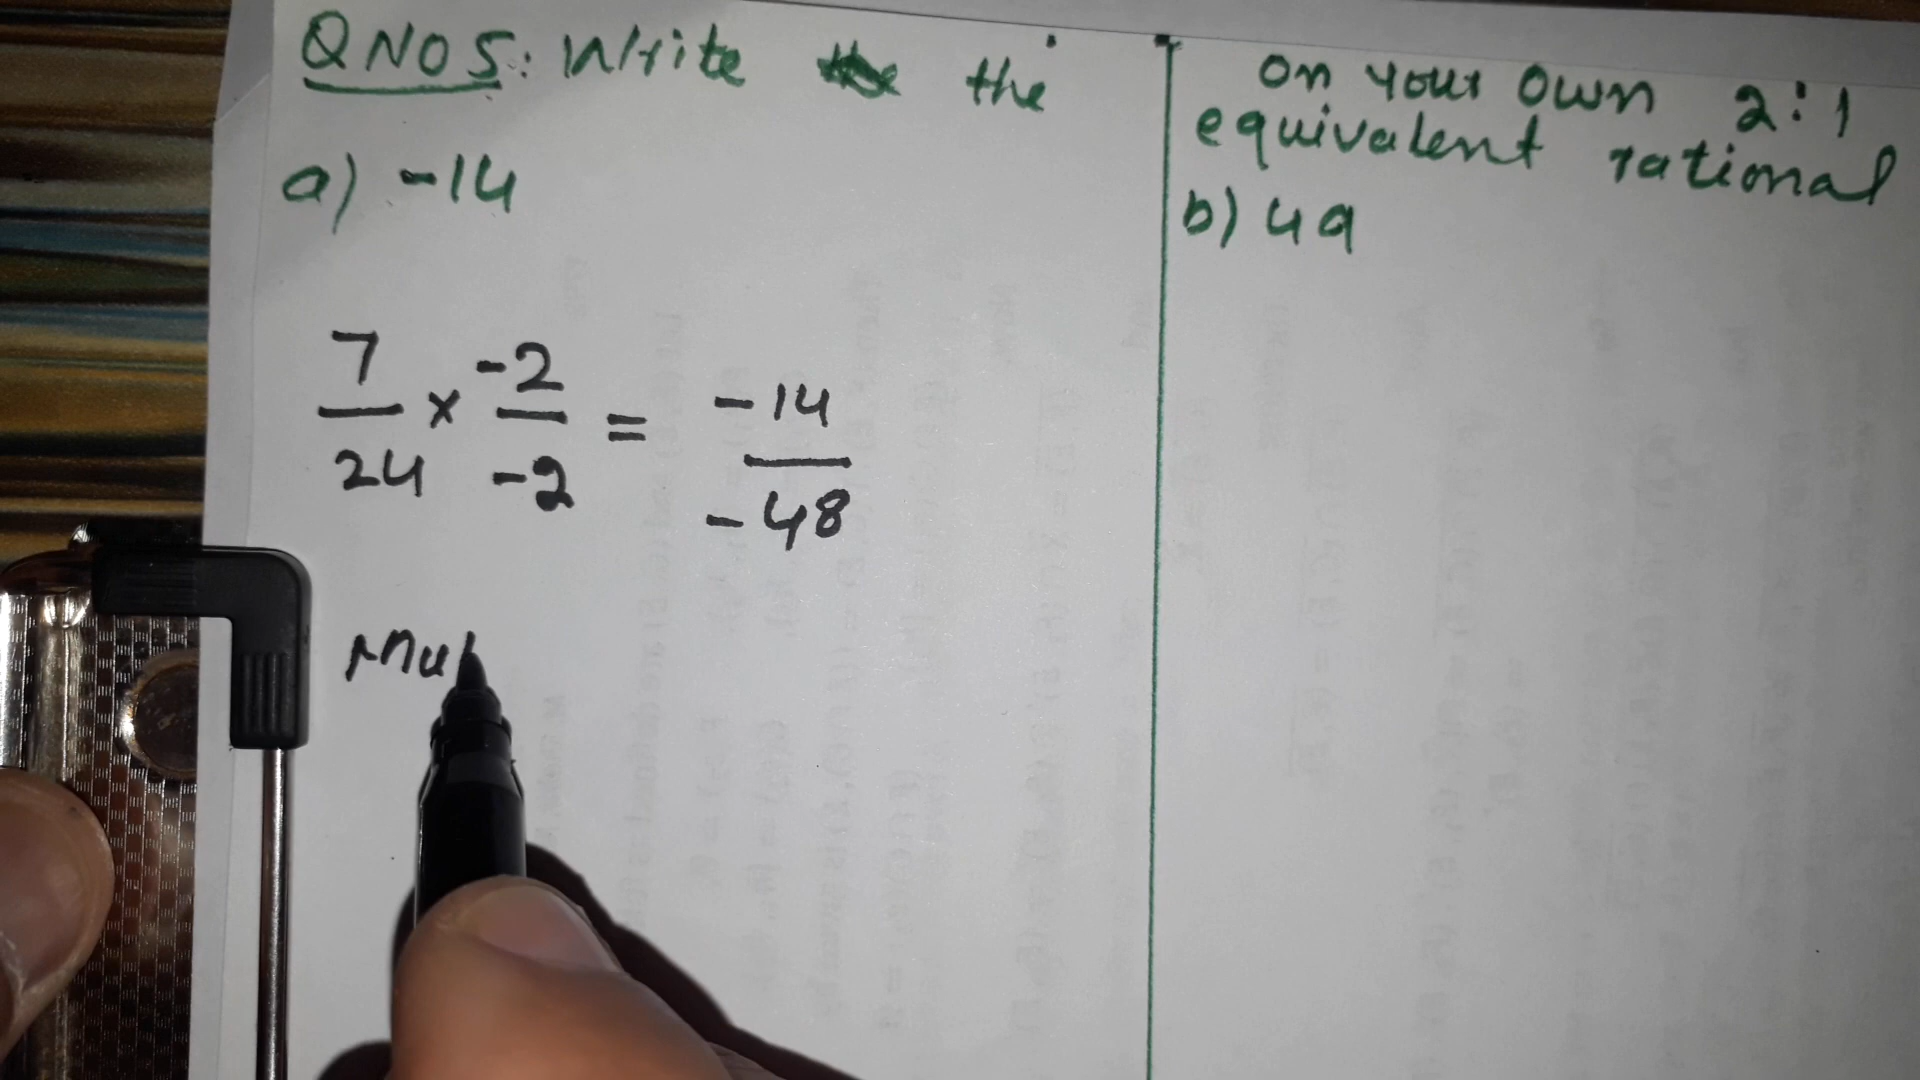 QNO5: Write the
a) -14
7/24 × -2/-2 = -14/-48
Mul
on your own 2:1
equivalent rational
b) 49